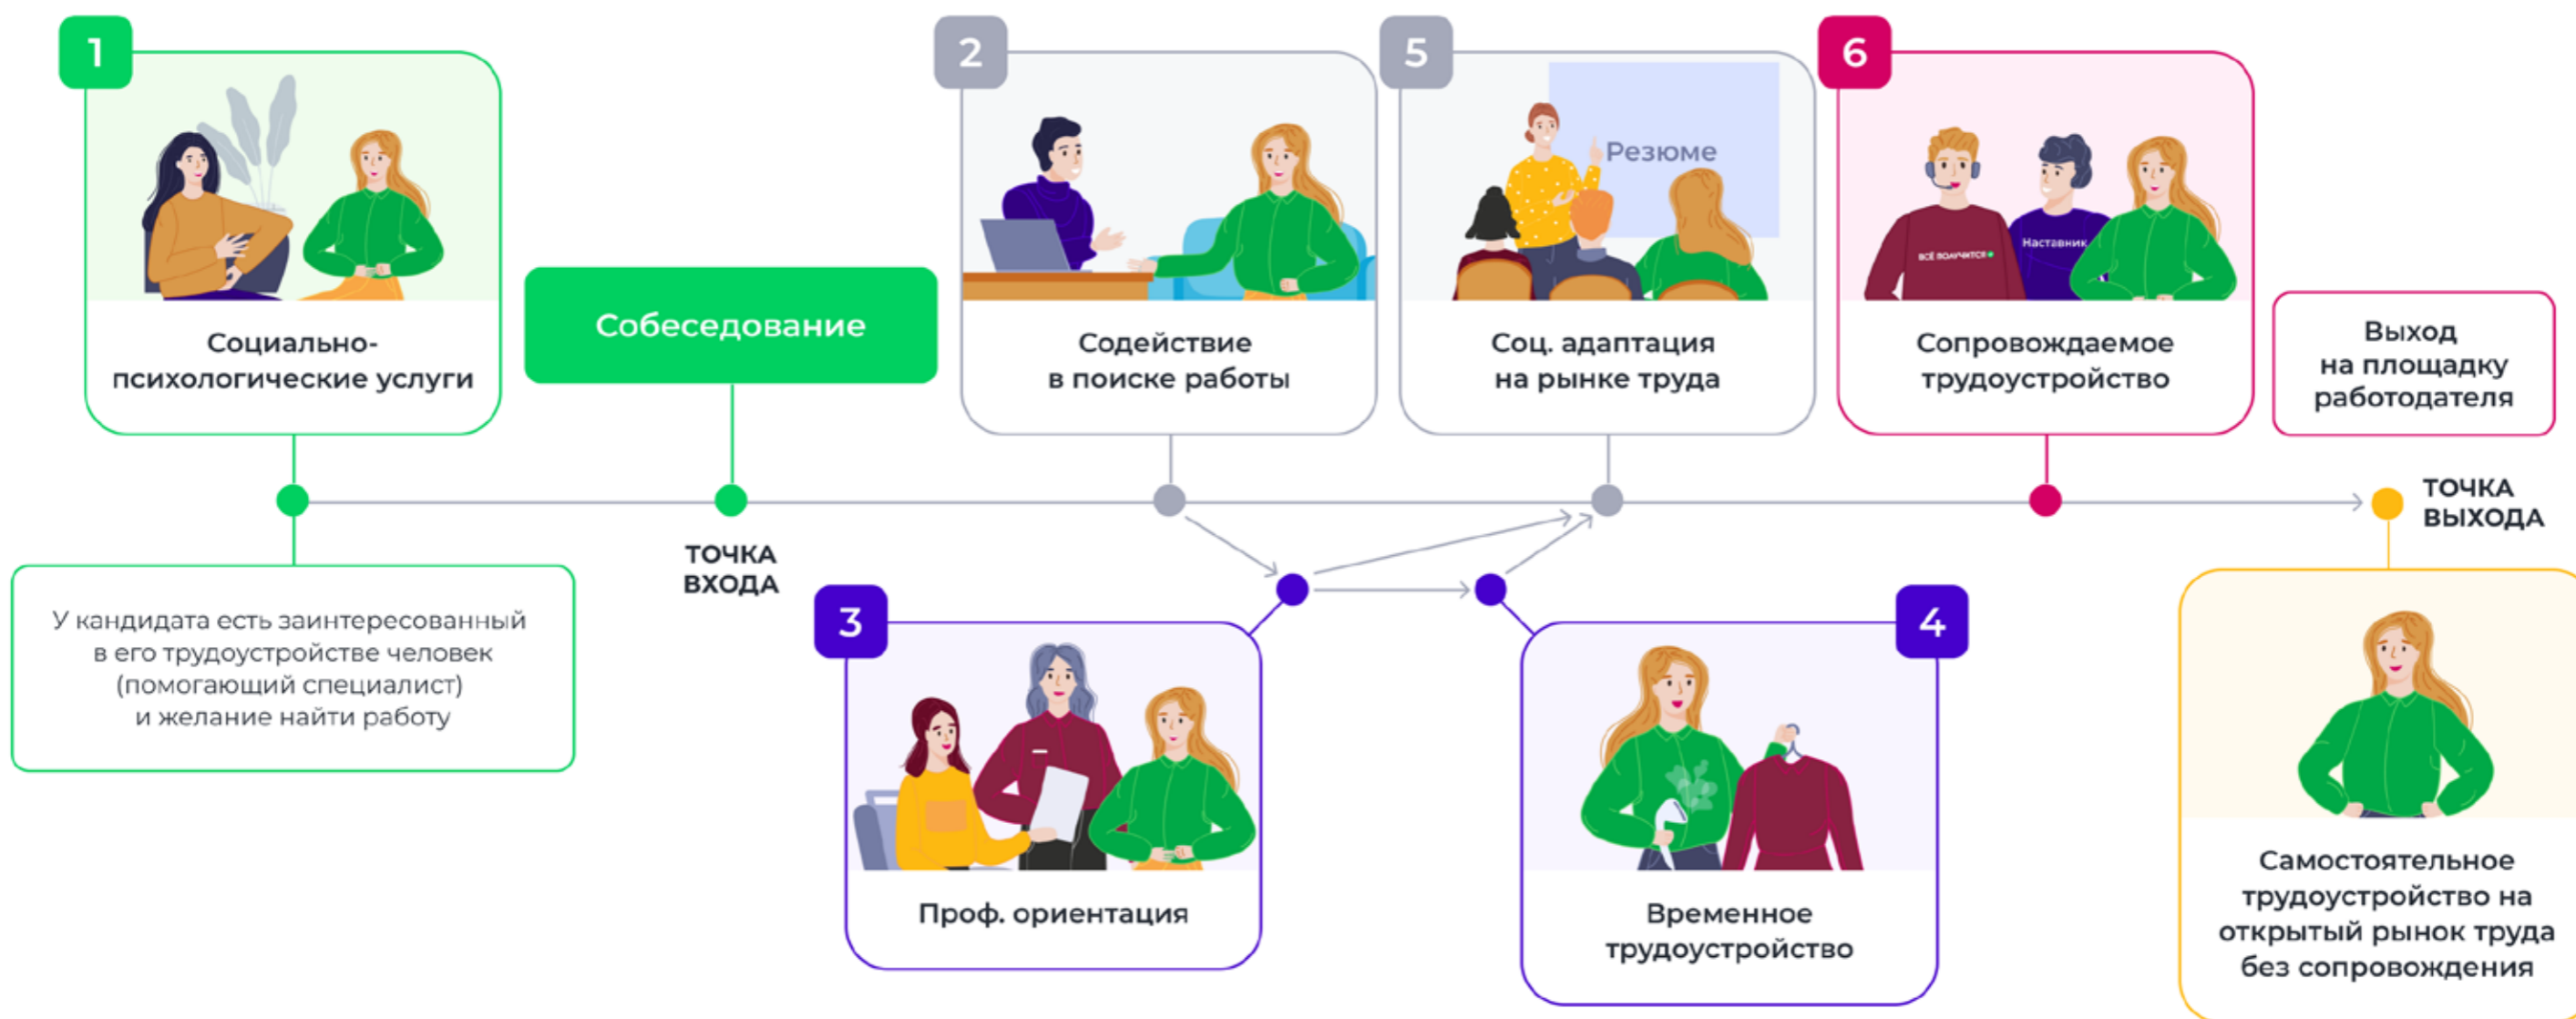 1
Социально-
психологические услуги
У кандидата есть заинтересованный
в его трудоустройстве человек
(помогающий специалист)
и желание найти работу
Собеседование
ТОЧКА
ВХОДА
2
Содействие
в поиске работы
3
Проф. ориентация
4
Временное
трудоустройство
5
Резюме
Соц. адаптация
на рынке труда
6
ВСЁ ПОЛУЧИТСЯ
Наставник
Сопровождаемое
трудоустройство
Выход
на площадку
работодателя
ТОЧКА
ВЫХОДА
Самостоятельное
трудоустройство на
открытый рынок труда
без сопровождения